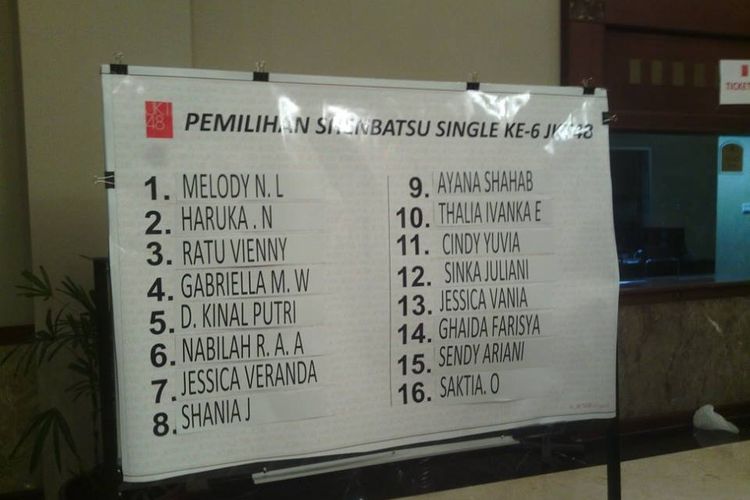 JKT
48
PEMILIHAN SENBATSU SINGLE KE-6 JKT48
1. MELODY N. L
2. HARUKA . N
3. RATU VIENNY
4. GABRIELLA M. W
5. D. KINAL PUTRI
6. NABILAH R. A. A
7. JESSICA VERANDA
8. SHANIA J
9. AYANA SHAHAB
10. THALIA IVANKA E
11. CINDY YUVIA
12. SINKA JULIANI
13. JESSICA VANIA
14. GHAIDA FARISYA
15. SENDY ARIANI
16. SAKTIA. O
TICKET